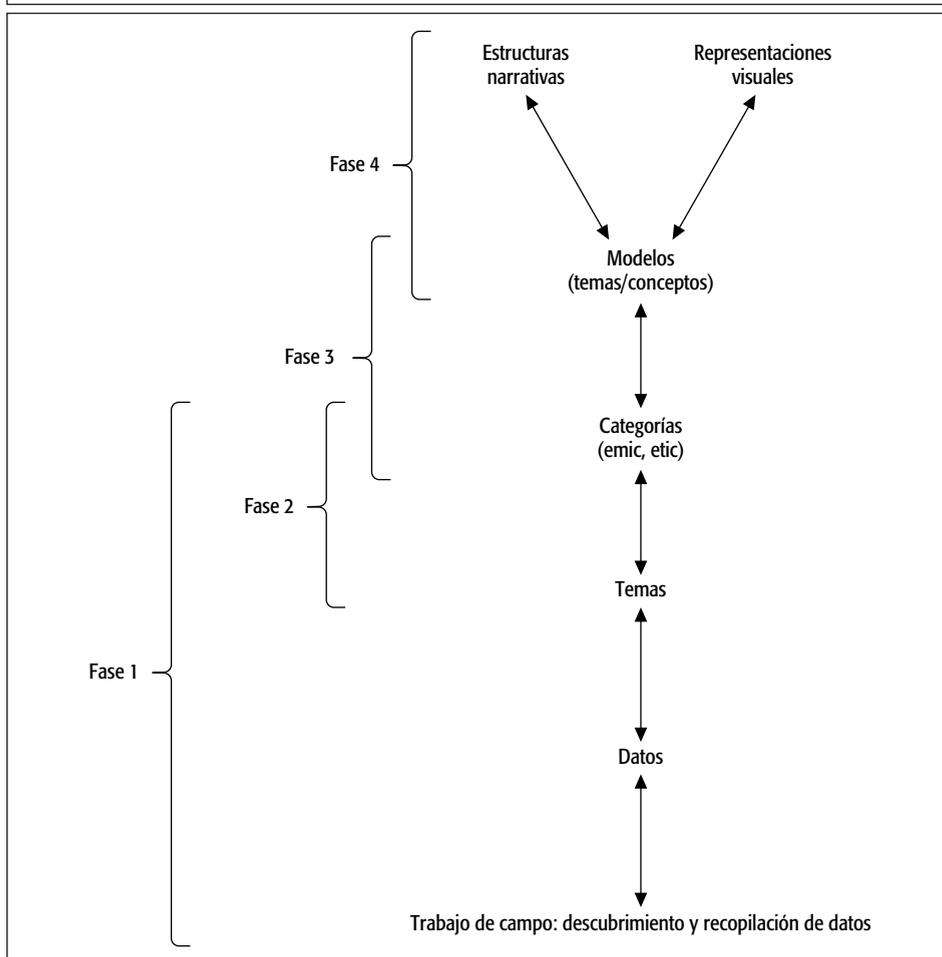 Estructuras
narrativas
Representaciones
visuales
Fase 4
Modelos
(temas/conceptos)
Fase 3
Categorías
(emic, etic)
Fase 2
Temas
Fase 1
Datos
Trabajo de campo: descubrimiento y recopilación de datos